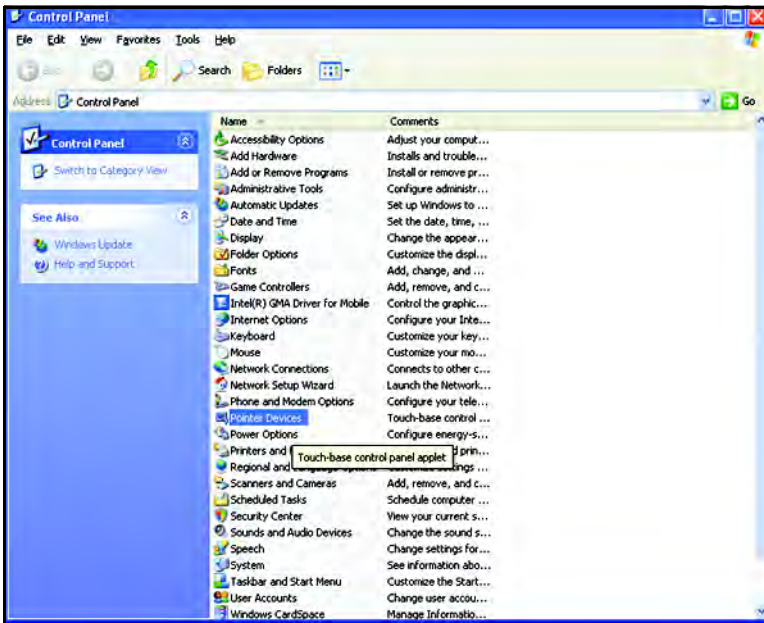 Control Panel
File Edit View Favorites Tools Help
Search Folders
Address Control Panel Go
Control Panel
Switch to Category View
See Also
Windows Update
Help and Support
Name Comments
Accessibility Options Adjust your comput...
Add Hardware Installs and trouble...
Add or Remove Programs Install or remove pr...
Administrative Tools Configure administr...
Automatic Updates Set up Windows to ...
Date and Time Set the date, time, ...
Display Change the appear...
Folder Options Customize the displ...
Fonts Add, change, and ...
Game Controllers Add, remove, and c...
Intel(R) GMA Driver for Mobile Control the graphic...
Internet Options Configure your Inte...
Keyboard Customize your key...
Mouse Customize your mo...
Network Connections Connects to other c...
Network Setup Wizard Launch the Network...
Phone and Modem Options Configure your tele...
Pointer Devices Touch-base control ...
Power Options Configure energy-s...
Printers and prin...
Touch-base control panel applet
Regional and
Scanners and Cameras Add, remove, and c...
Scheduled Tasks Schedule computer ...
Security Center View your current s...
Sounds and Audio Devices Change the sound s...
Speech Change settings for...
System See information abo...
Taskbar and Start Menu Customize the Start...
User Accounts Change user accou...
Windows CardSpace Manage Informatio...